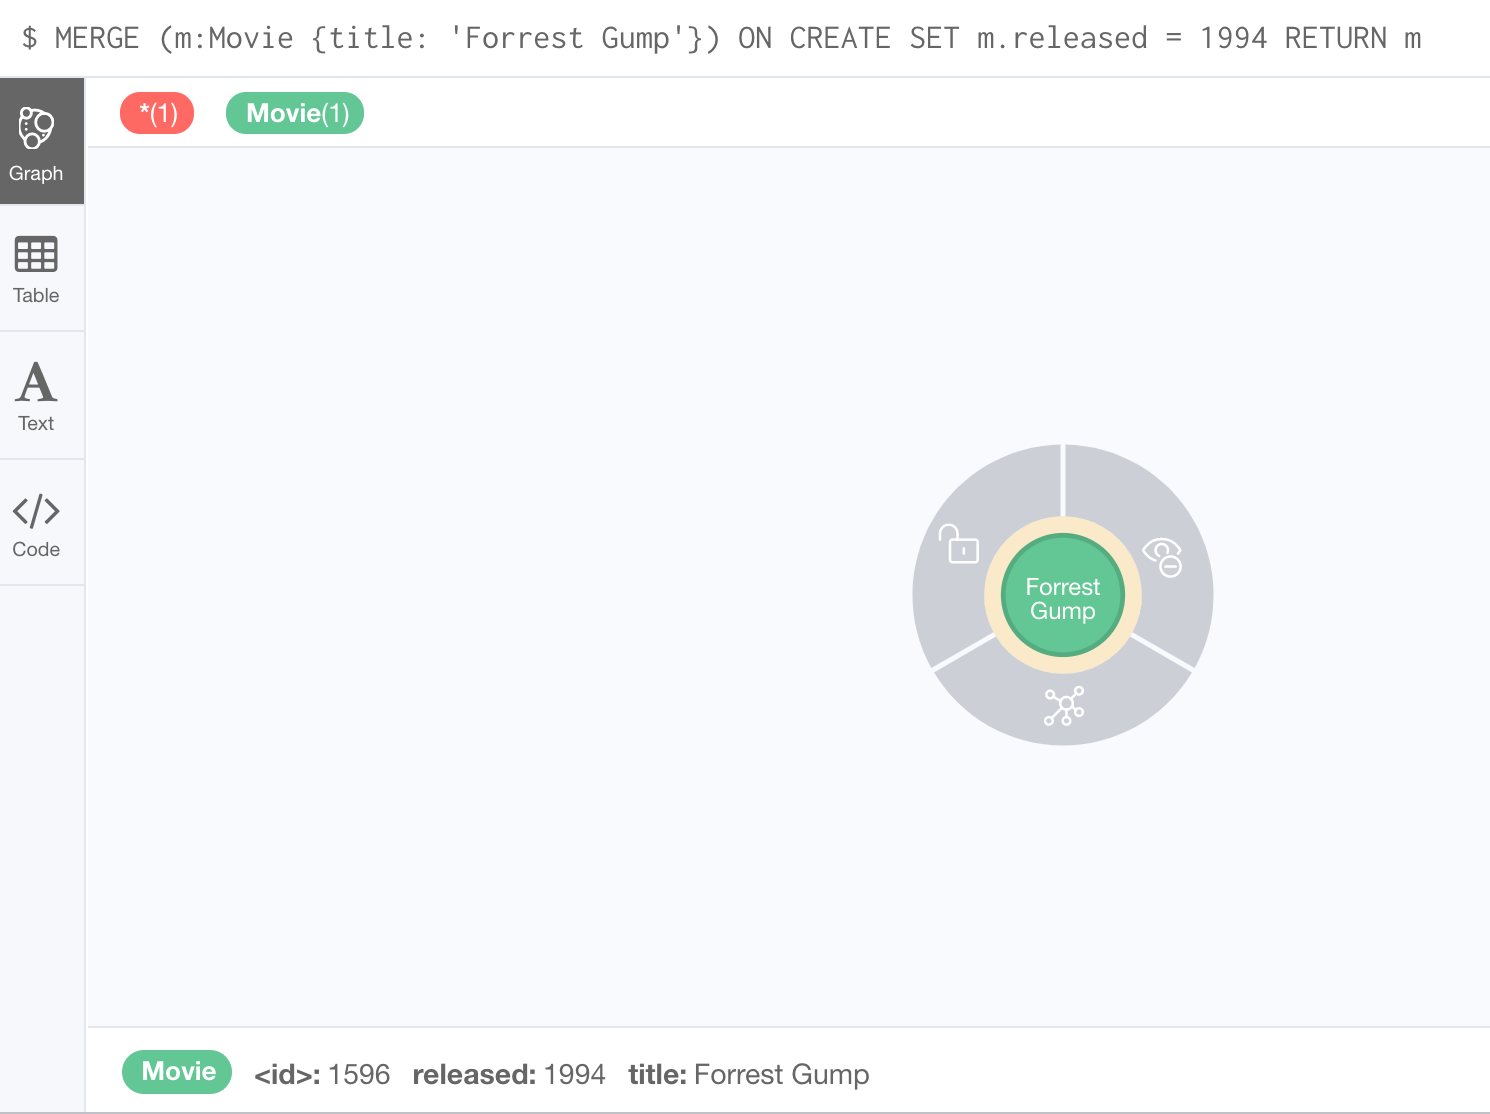 $ MERGE (m:Movie {title: 'Forrest Gump'}) ON CREATE SET m.released = 1994 RETURN m
*(1) Movie(1)
Graph
Table
A
Text
</>
Code
Forrest
Gump
Movie <id>: 1596 released: 1994 title: Forrest Gump